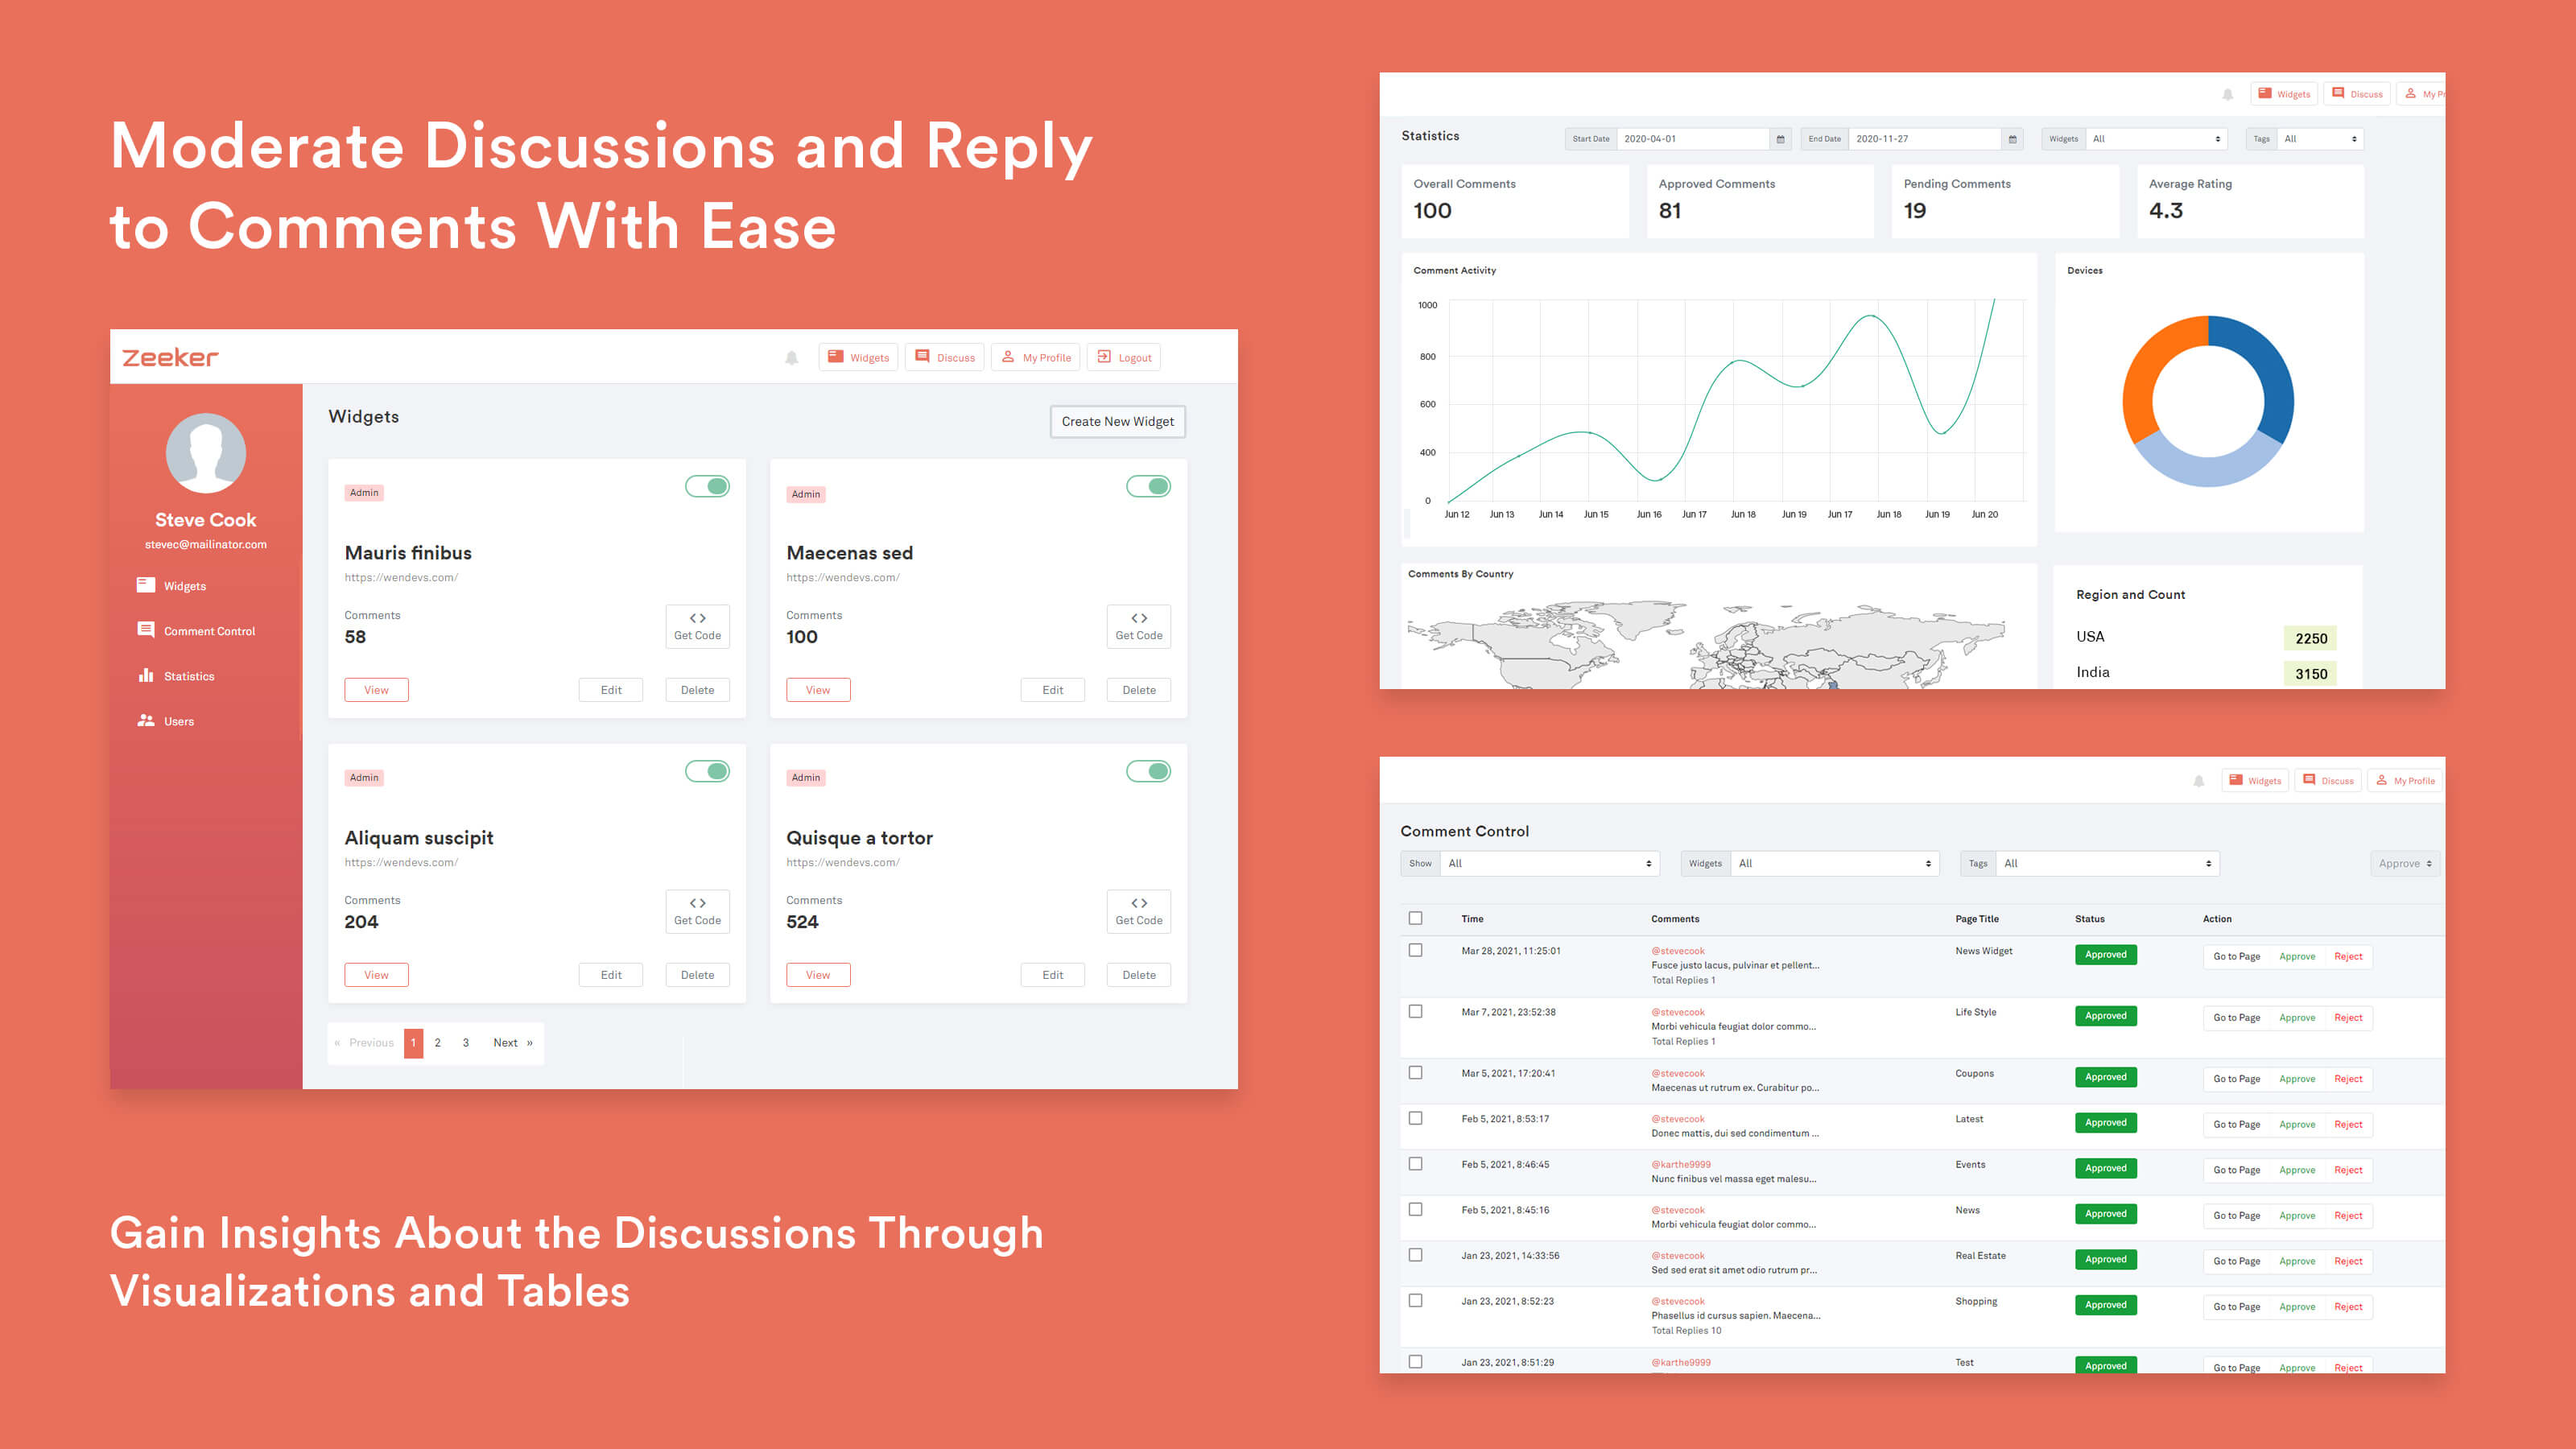 Moderate Discussions and Reply
to Comments With Ease
Zeeker
Widgets Discuss My Profile Logout
Steve Cook
stevec@mailinator.com
Widgets
Comment Control
Statistics
Users
Widgets
Create New Widget
Admin
Mauris finibus
https://wendevs.com/
Comments
58
<> Get Code
View Edit Delete
Admin
Maecenas sed
https://wendevs.com/
Comments
100
<> Get Code
View Edit Delete
Admin
Aliquam suscipit
https://wendevs.com/
Comments
204
<> Get Code
View Edit Delete
Admin
Quisque a tortor
https://wendevs.com/
Comments
524
<> Get Code
View Edit Delete
« Previous 1 2 3 Next »
Gain Insights About the Discussions Through
Visualizations and Tables
Widgets Discuss My Pr
Statistics
Start Date 2020-04-01 End Date 2020-11-27 Widgets All Tags All
Overall Comments
100
Approved Comments
81
Pending Comments
19
Average Rating
4.3
Comment Activity
1000
800
600
400
0
Jun 12 Jun 13 Jun 14 Jun 15 Jun 16 Jun 17 Jun 18 Jun 19 Jun 17 Jun 18 Jun 19 Jun 20
Devices
Comments By Country
Region and Count
USA 2250
India 3150
Widgets Discuss My Profile
Comment Control
Show All Widgets All Tags All Approve
Time Comments Page Title Status Action
Mar 28, 2021, 11:25:01 @stevecook News Widget Approved Go to Page Approve Reject
Fusce justo lacus, pulvinar et pellent...
Total Replies 1
Mar 7, 2021, 23:52:38 @stevecook Life Style Approved Go to Page Approve Reject
Morbi vehicula feugiat dolor commo...
Total Replies 1
Mar 5, 2021, 17:20:41 @stevecook Coupons Approved Go to Page Approve Reject
Maecenas ut rutrum ex. Curabitur po...
Feb 5, 2021, 8:53:17 @stevecook Latest Approved Go to Page Approve Reject
Donec mattis, dui sed condimentum ...
Feb 5, 2021, 8:46:45 @karthe9999 Events Approved Go to Page Approve Reject
Nunc finibus vel massa eget malesu...
Feb 5, 2021, 8:45:16 @stevecook News Approved Go to Page Approve Reject
Morbi vehicula feugiat dolor commo...
Jan 23, 2021, 14:33:56 @stevecook Real Estate Approved Go to Page Approve Reject
Sed sed erat sit amet odio rutrum pr...
Jan 23, 2021, 8:52:23 @stevecook Shopping Approved Go to Page Approve Reject
Phasellus id cursus sapien. Maecena...
Total Replies 10
Jan 23, 2021, 8:51:29 @karthe9999 Test Approved Go to Page Approve Reject